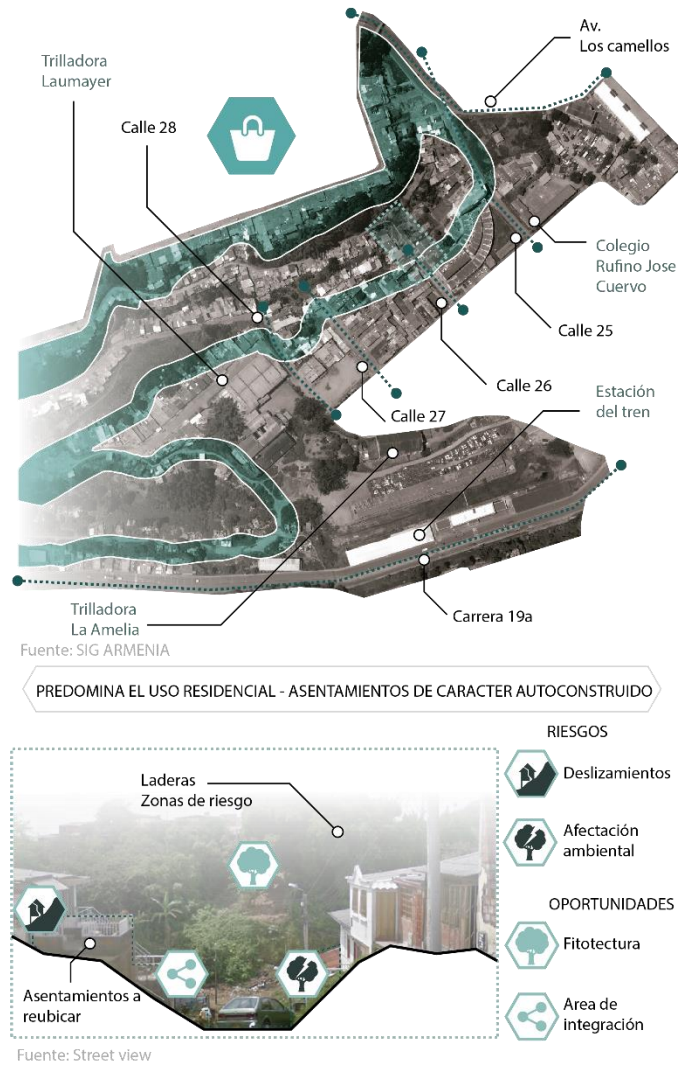 Av.
Los camellos
Trilladora
Laumayer
Calle 28
Colegio
Rufino Jose
Cuervo
Calle 25
Calle 26
Estación
del tren
Calle 27
Trilladora
La Amelia
Carrera 19a
Fuente: SIG ARMENIA
PREDOMINA EL USO RESIDENCIAL - ASENTAMIENTOS DE CARACTER AUTOCONSTRUIDO
RIESGOS
Laderas
Zonas de riesgo
Deslizamientos
Afectación
ambiental
OPORTUNIDADES
Fitotectura
Asentamientos a
reubicar
Area de
integración
Fuente: Street view